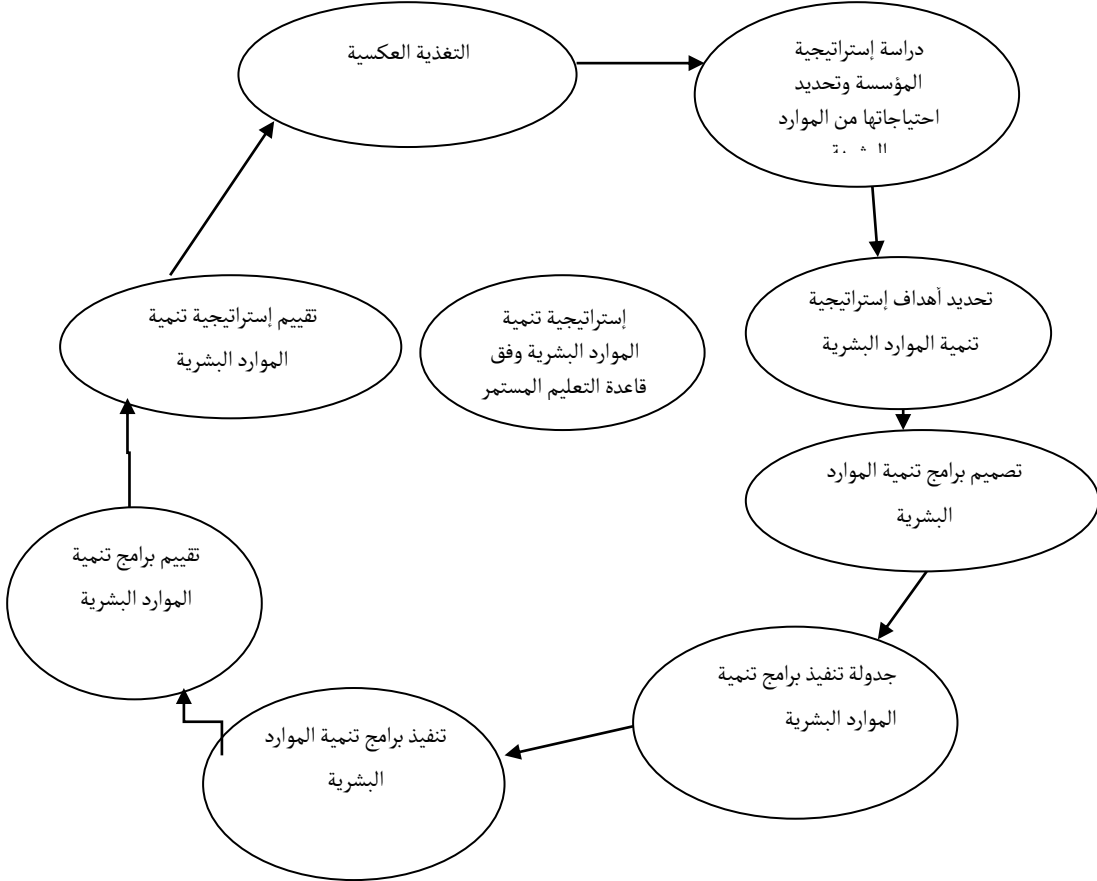 التغذية العكسية
دراسة إستراتيجية
المؤسسة وتحديد
احتياجاتها من الموارد
تحديد أهداف إستراتيجية
تنمية الموارد البشرية
تصميم برامج تنمية الموارد
البشرية
جدولة تنفيذ برامج تنمية
الموارد البشرية
تنفيذ برامج تنمية الموارد
البشرية
تقييم برامج تنمية
الموارد البشرية
تقييم إستراتيجية تنمية
الموارد البشرية
إستراتيجية تنمية
الموارد البشرية وفق
قاعدة التعليم المستمر